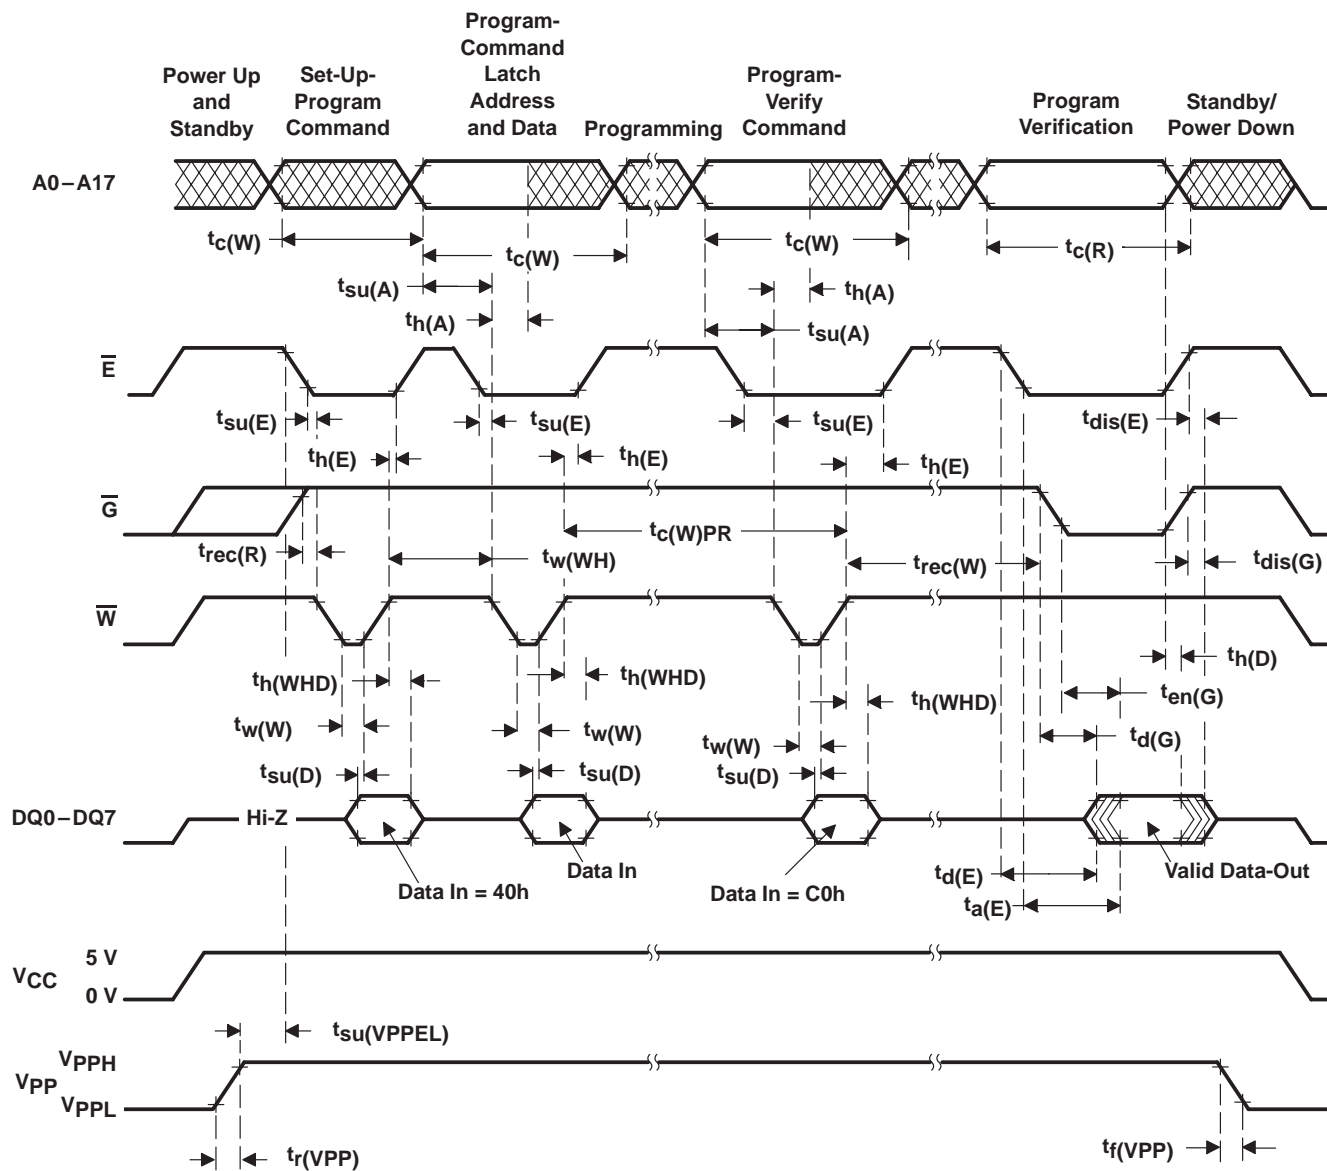 Power Up
and
Standby
Set-Up-
Program
Command
Program-
Command
Latch
Address
and Data
Programming
Program-
Verify
Command
Program
Verification
Standby/
Power Down
A0–A17
tc(W)
tc(W)
tc(W)
tc(R)
tsu(A)
th(A)
th(A)
tsu(A)
E
tsu(E)
tsu(E)
tsu(E)
tdis(E)
th(E)
th(E)
th(E)
G
tc(W)PR
trec(R)
tw(WH)
trec(W)
tdis(G)
W
th(WHD)
th(WHD)
th(WHD)
th(D)
ten(G)
tw(W)
tw(W)
tw(W)
td(G)
tsu(D)
tsu(D)
tsu(D)
DQ0–DQ7
Hi-Z
Data In = 40h
Data In
Data In = C0h
Valid Data-Out
td(E)
ta(E)
VCC
5 V
0 V
tsu(VPPEL)
VPPH
VPP
VPPL
tr(VPP)
tf(VPP)